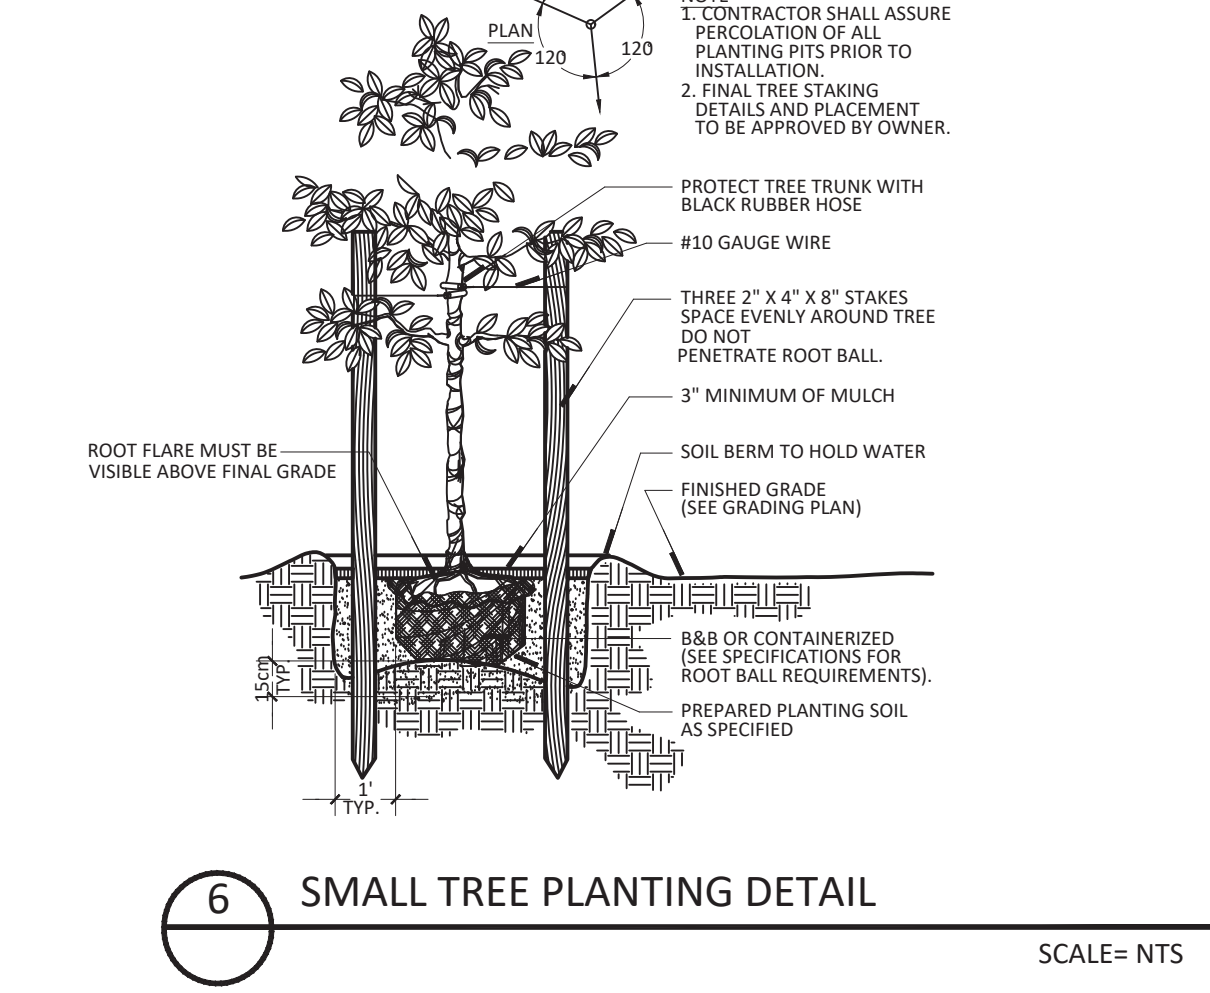 PLAN
120°
120°
NOTE
1. CONTRACTOR SHALL ASSURE
PERCOLATION OF ALL
PLANTING PITS PRIOR TO
INSTALLATION.
2. FINAL TREE STAKING
DETAILS AND PLACEMENT
TO BE APPROVED BY OWNER.
PROTECT TREE TRUNK WITH
BLACK RUBBER HOSE
#10 GAUGE WIRE
THREE 2" X 4" X 8" STAKES
SPACE EVENLY AROUND TREE
DO NOT
PENETRATE ROOT BALL.
3" MINIMUM OF MULCH
ROOT FLARE MUST BE
VISIBLE ABOVE FINAL GRADE
SOIL BERM TO HOLD WATER
FINISHED GRADE
(SEE GRADING PLAN)
B&B OR CONTAINERIZED
(SEE SPECIFICATIONS FOR
ROOT BALL REQUIREMENTS).
PREPARED PLANTING SOIL
AS SPECIFIED
15cm
TYP.
1'
TYP.
6
SMALL TREE PLANTING DETAIL
SCALE= NTS